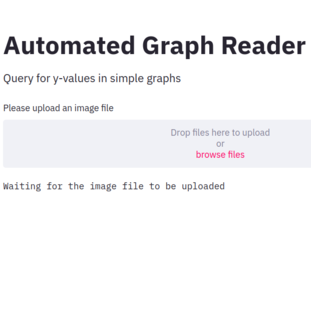 Automated Graph Reader
Query for y-values in simple graphs
Please upload an image file
Drop files here to upload
or
browse files
Waiting for the image file to be uploaded